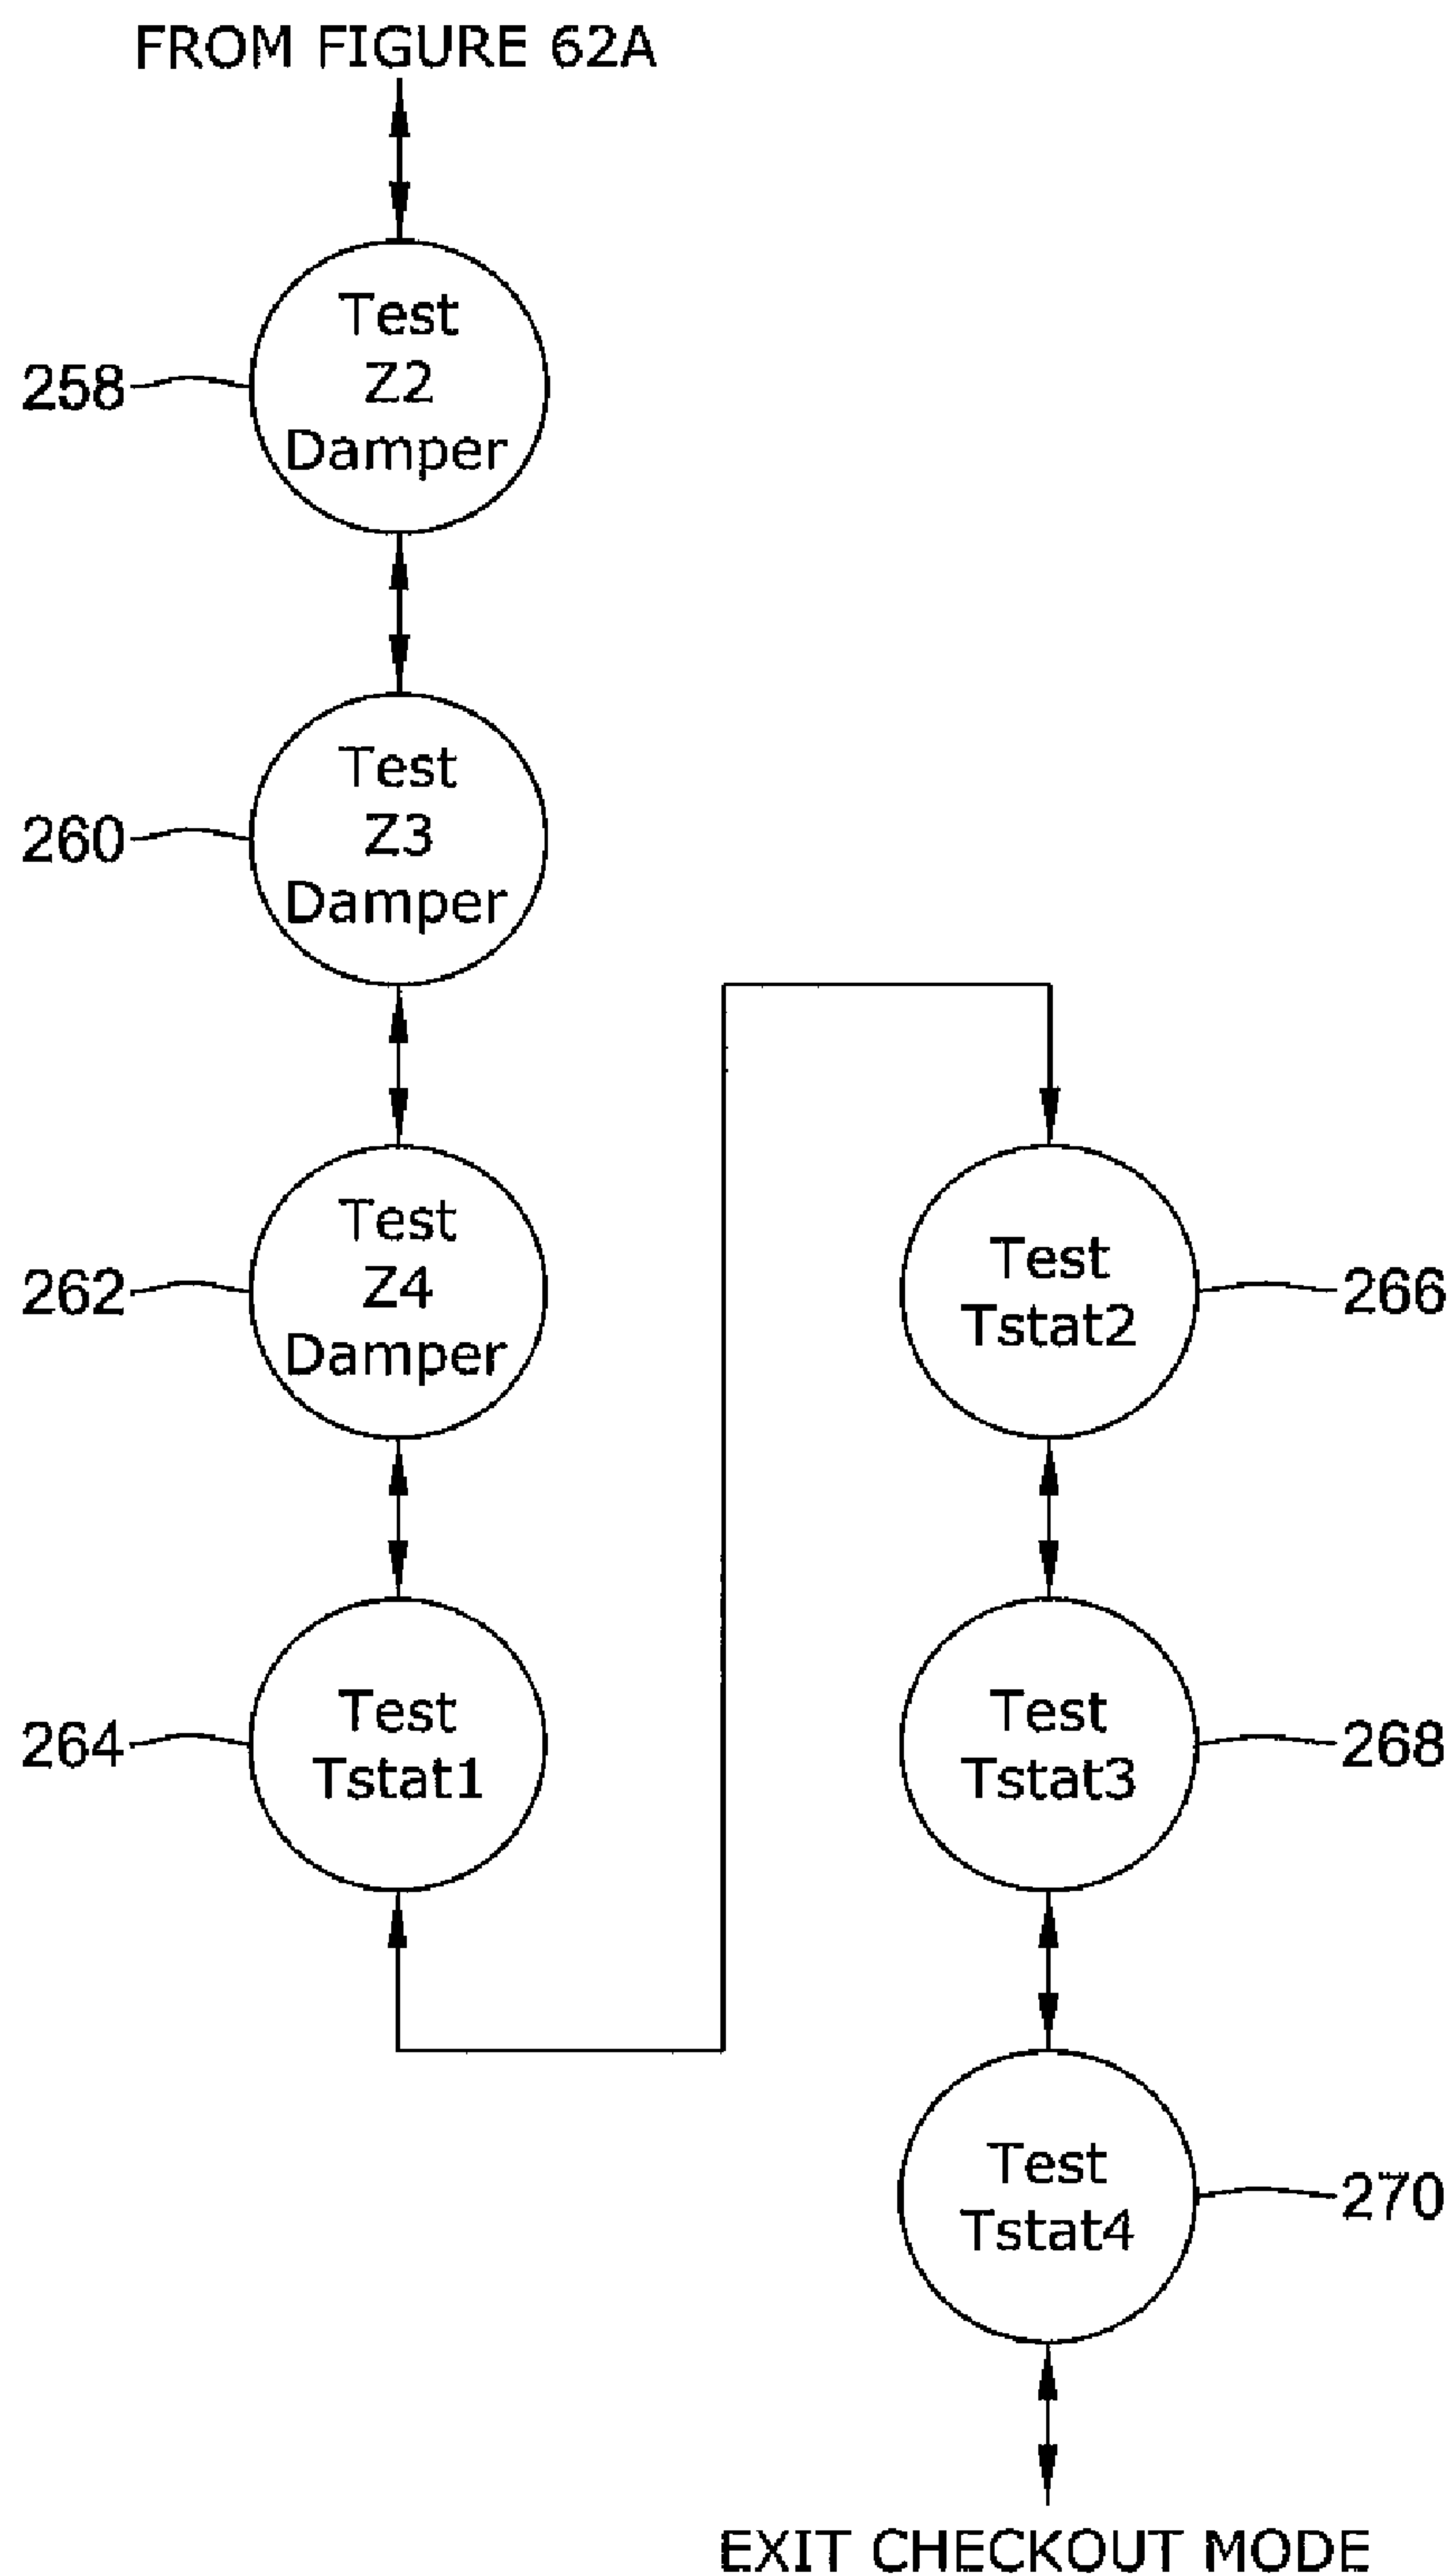 FROM FIGURE 62A
Test
Z2
Damper
258
Test
Z3
Damper
260
Test
Z4
Damper
262
Test
Tstat1
264
Test
Tstat2
266
Test
Tstat3
268
Test
Tstat4
270
EXIT CHECKOUT MODE